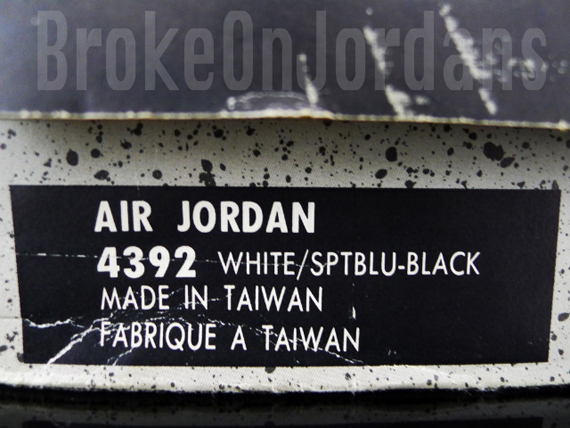 BrokeOnJordans
AIR JORDAN
4392 WHITE/SPTBLU-BLACK
MADE IN TAIWAN
FABRIQUE A TAIWAN